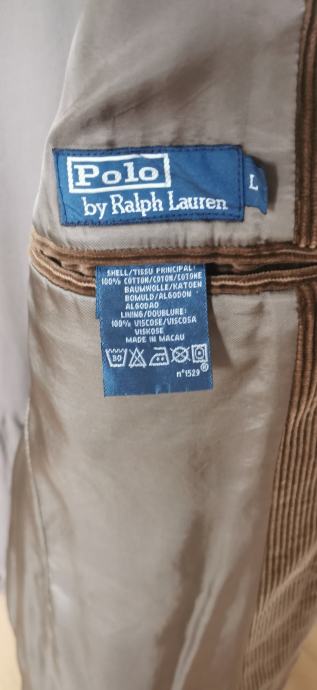 Polo
by Ralph Lauren
L
SHELL/TISSU PRINCIPAL:
100% COTTON/COTON/COTONE
BAUMWOLLE/KATOEN
BOMULD/ALGODON
ALGODAO
LINING/DOUBLURE:
100% VISCOSE/VISCOSA
VISKOSE
MADE IN MACAU
n°1529 ®